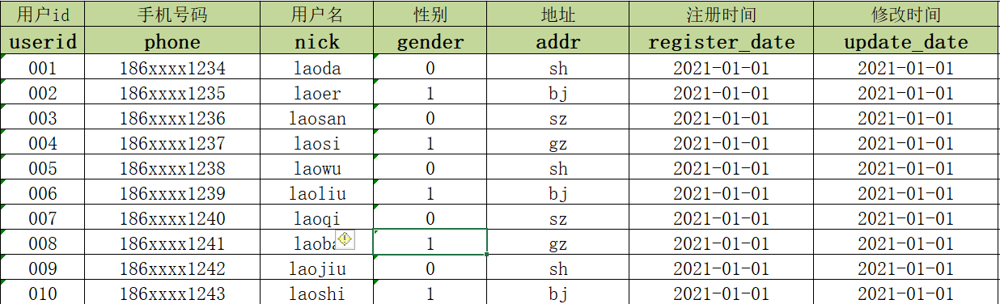 用户id 手机号码 用户名 性别 地址 注册时间 修改时间
userid phone nick gender addr register_date update_date
001 186xxxx1234 laoda 0 sh 2021-01-01 2021-01-01
002 186xxxx1235 laoer 1 bj 2021-01-01 2021-01-01
003 186xxxx1236 laosan 0 sz 2021-01-01 2021-01-01
004 186xxxx1237 laosi 1 gz 2021-01-01 2021-01-01
005 186xxxx1238 laowu 0 sh 2021-01-01 2021-01-01
006 186xxxx1239 laoliu 1 bj 2021-01-01 2021-01-01
007 186xxxx1240 laoqi 0 sz 2021-01-01 2021-01-01
008 186xxxx1241 1 gz 2021-01-01 2021-01-01
009 186xxxx1242 laojiu 0 sh 2021-01-01 2021-01-01
010 186xxxx1243 laoshi 1 bj 2021-01-01 2021-01-01